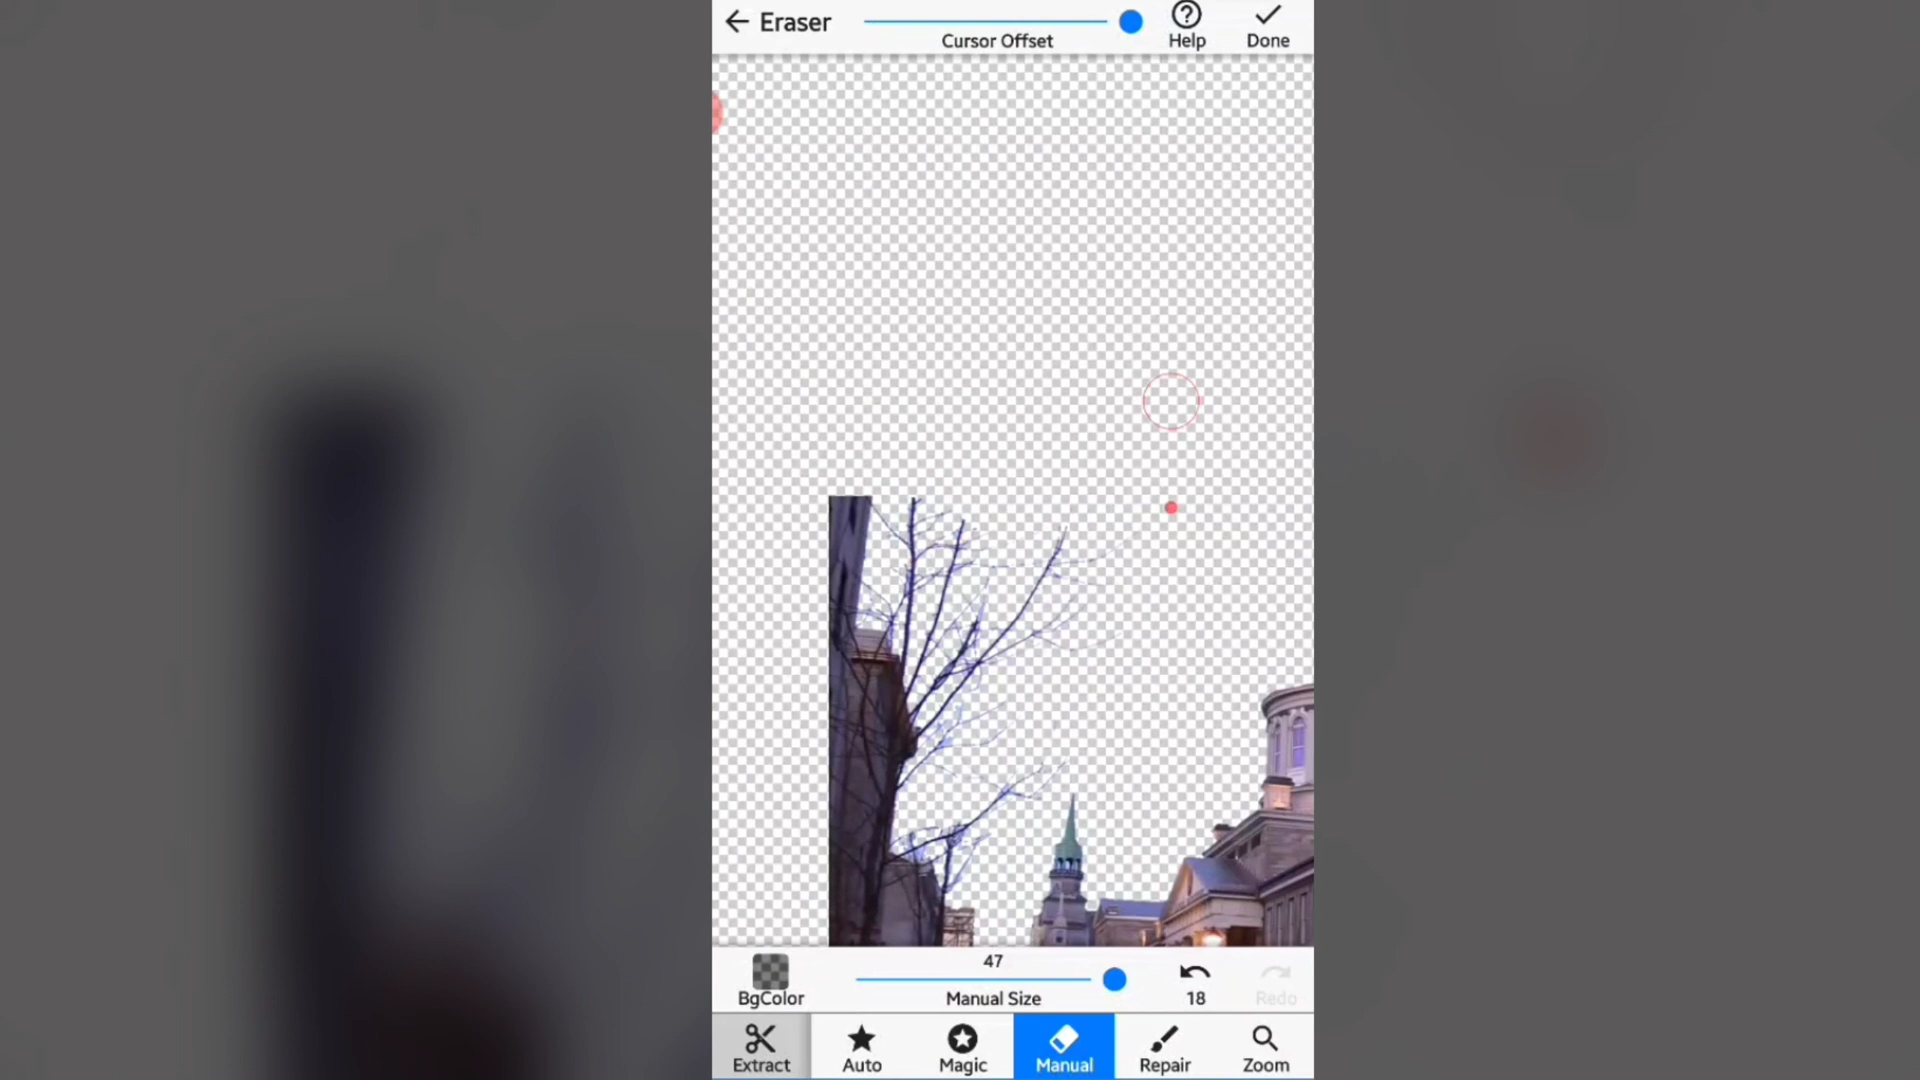 Eraser
Cursor Offset
Help
Done
47
BgColor
Manual Size
18
Redo
Extract
Auto
Magic
Manual
Repair
Zoom